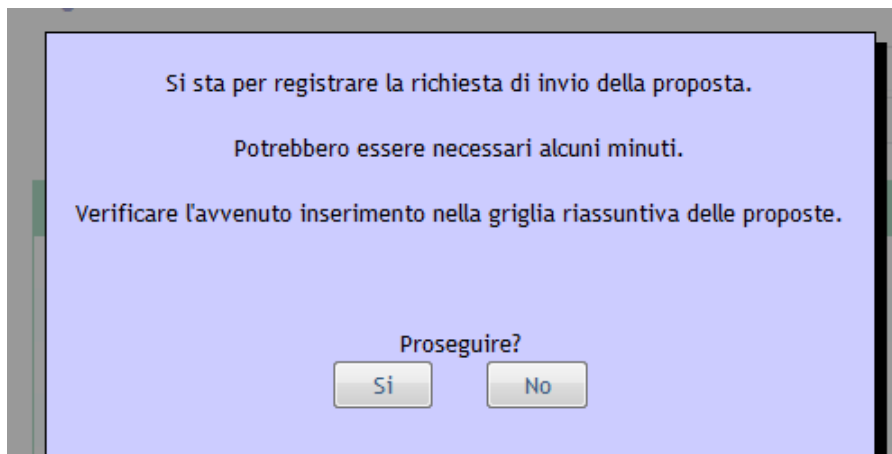 Si sta per registrare la richiesta di invio della proposta.
Potrebbero essere necessari alcuni minuti.
Verificare l'avvenuto inserimento nella griglia riassuntiva delle proposte.
Proseguire?
Si No